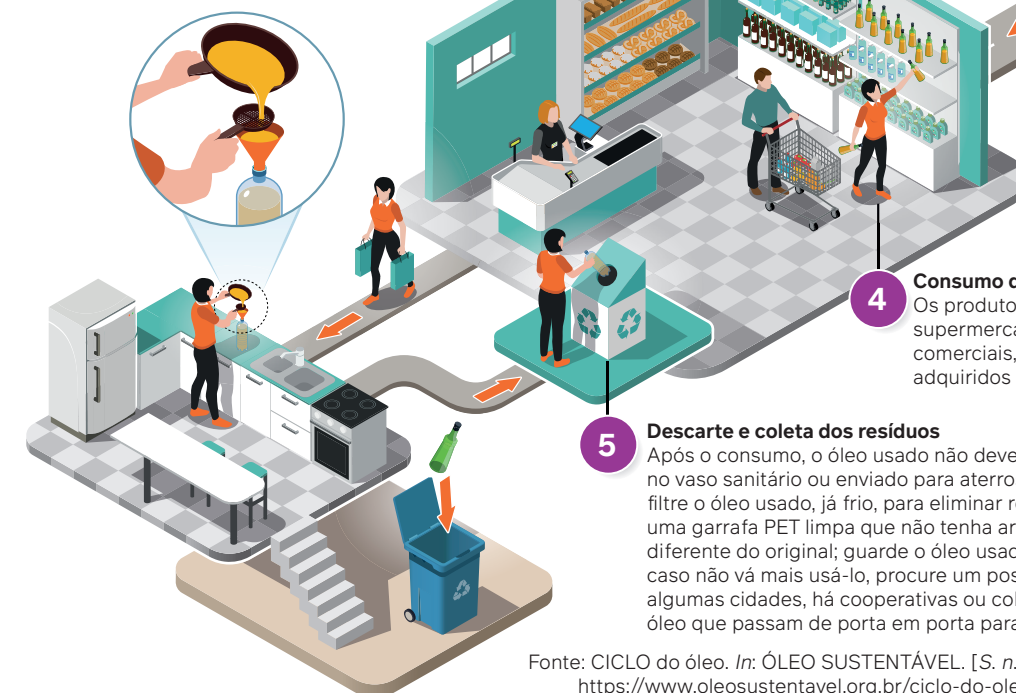 4
Consumo d
Os produto
supermerca
comerciais,
adquiridos
5
Descarte e coleta dos resíduos
Após o consumo, o óleo usado não deve
no vaso sanitário ou enviado para aterro
filtre o óleo usado, já frio, para eliminar re
uma garrafa PET limpa que não tenha ar
diferente do original; guarde o óleo usad
caso não vá mais usá-lo, procure um pos
algumas cidades, há cooperativas ou col
óleo que passam de porta em porta para
Fonte: CICLO do óleo. In: ÓLEO SUSTENTÁVEL. [S. n.
https://www.oleosustentavel.org.br/ciclo-do-ole